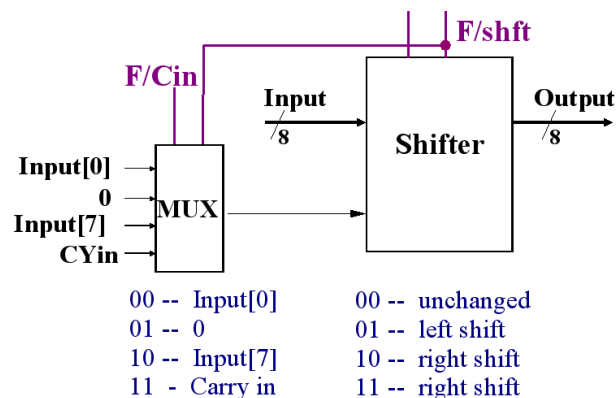 F/shft
F/Cin
Input
8
Output
8
Shifter
Input[0]
0
Input[7]
CYin
MUX
00 -- Input[0]
01 -- 0
10 -- Input[7]
11 - Carry in
00 -- unchanged
01 -- left shift
10 -- right shift
11 -- right shift